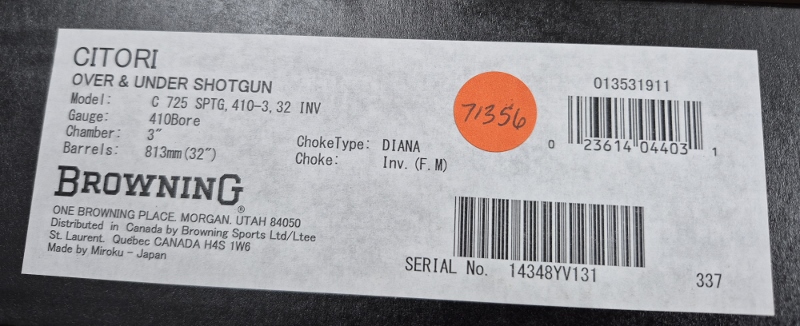 CITORI
OVER & UNDER SHOTGUN
Model: C 725 SPTG, 410-3, 32 INV
Gauge: 410Bore
Chamber: 3"
Barrels: 813mm(32")
ChokeType: DIANA
Choke: Inv.(F.M)
71356
013531911
0 23614 04403 1
BROWNING®
ONE BROWNING PLACE. MORGAN. UTAH 84050
Distributed in Canada by Browning Sports Ltd/Ltee
St. Laurent. Québec CANADA H4S 1W6
Made by Miroku - Japan
SERIAL No. 14348YV131
337